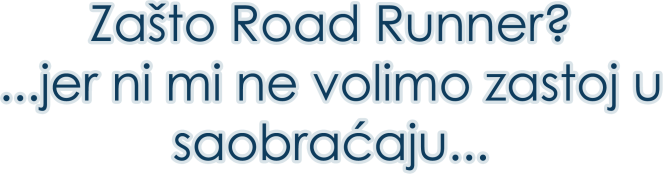 Zašto Road Runner?
...jer ni mi ne volimo zastoj u
saobraćaju...